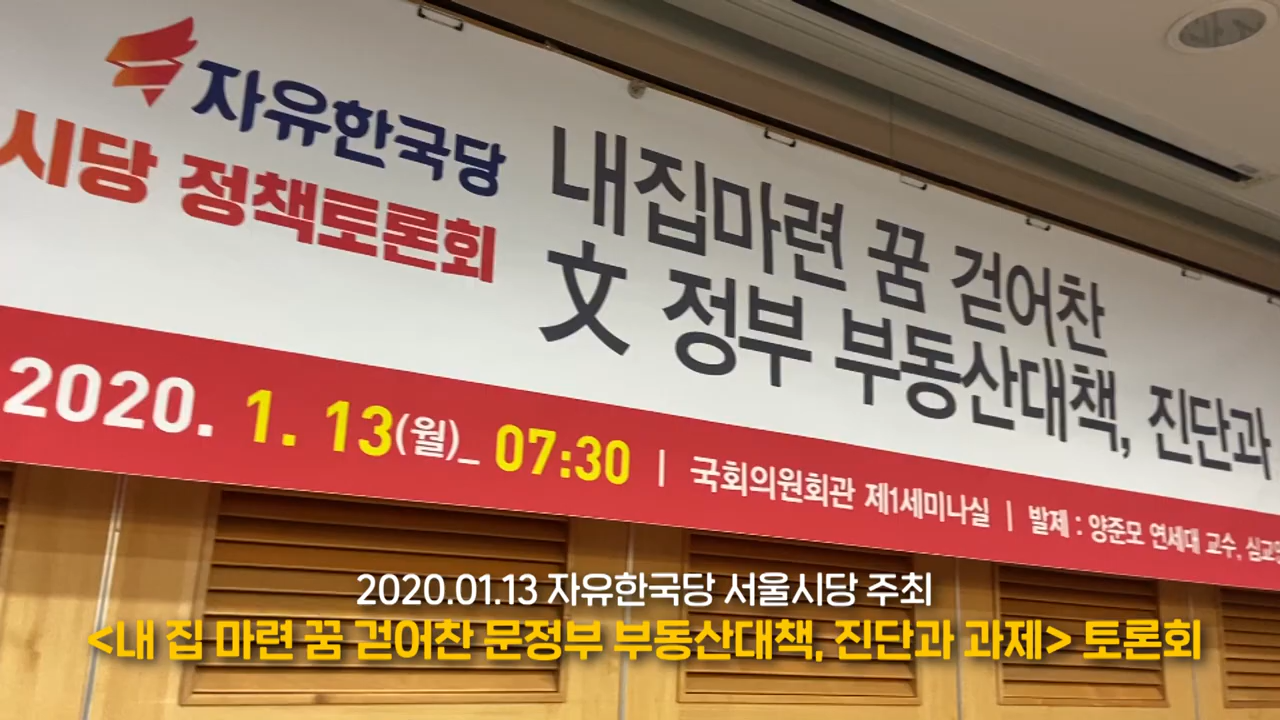 자유한국당
시당 정책토론회
내집마련 꿈 걷어찬
文 정부 부동산대책, 진단과
2020. 1. 13(월)_ 07:30 | 국회의원회관 제1세미나실 | 발제 : 양준모 연세대 교수, 심교언
2020.01.13 자유한국당 서울시당 주최
<내 집 마련 꿈 걷어찬 문정부 부동산대책, 진단과 과제> 토론회